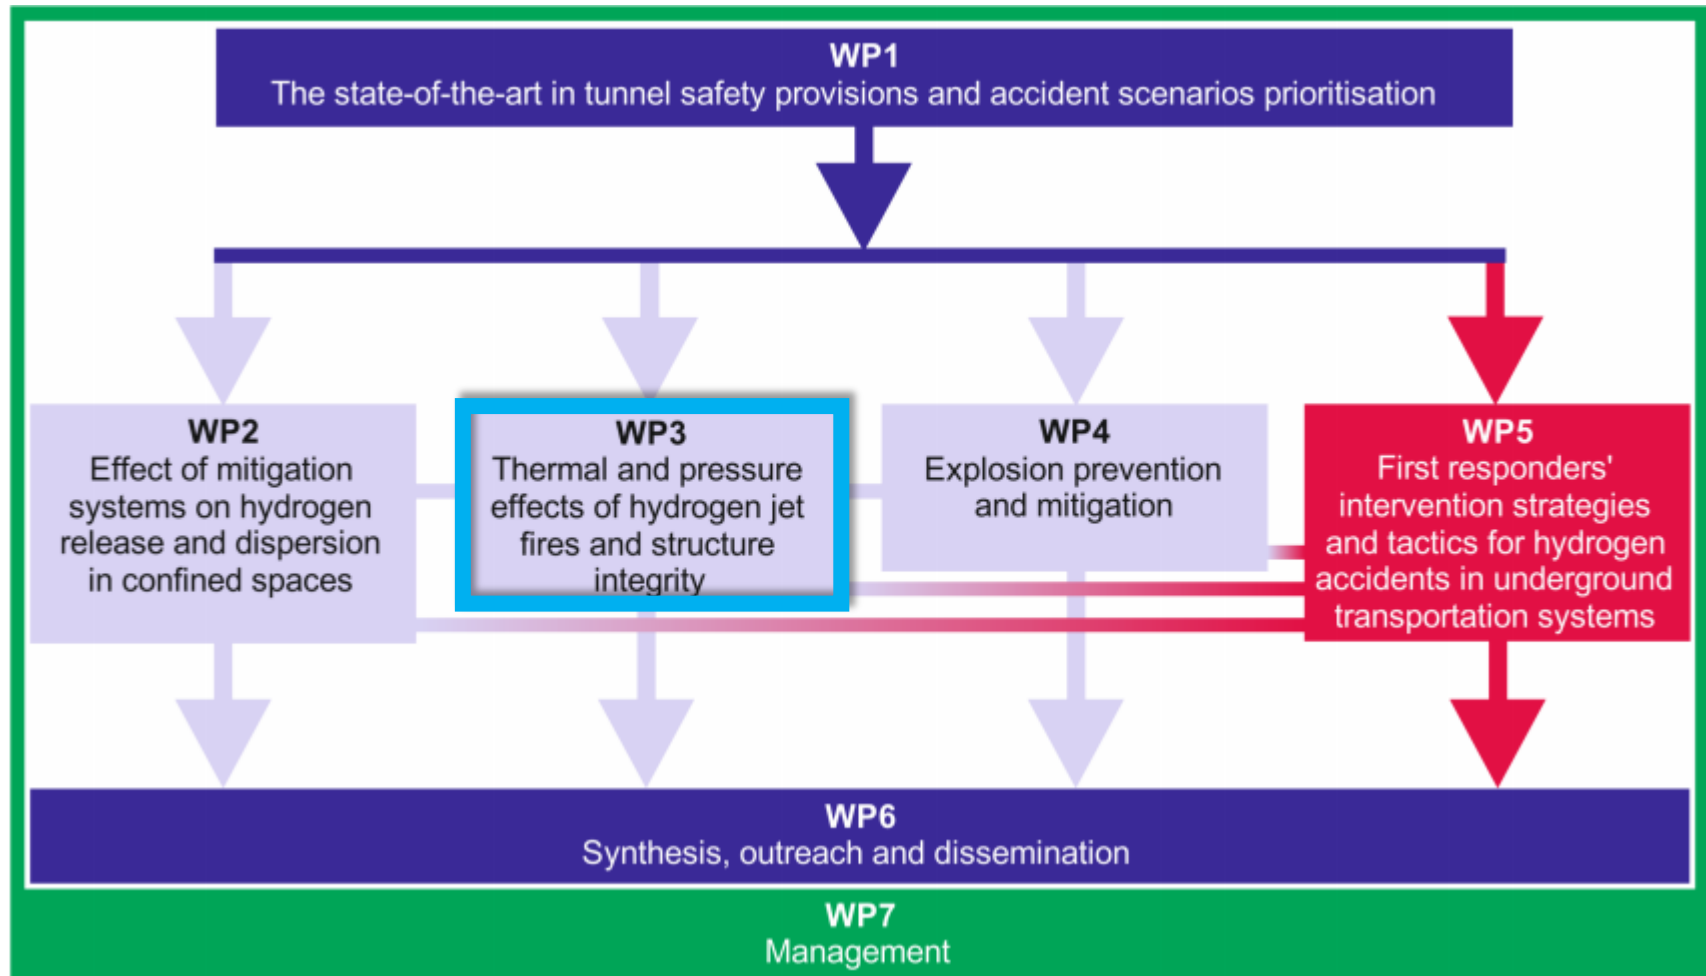 WP1
The state-of-the-art in tunnel safety provisions and accident scenarios prioritisation
WP2
Effect of mitigation
systems on hydrogen
release and dispersion
in confined spaces
WP3
Thermal and pressure
effects of hydrogen jet
fires and structure
integrity
WP4
Explosion prevention
and mitigation
WP5
First responders'
intervention strategies
and tactics for hydrogen
accidents in underground
transportation systems
WP6
Synthesis, outreach and dissemination
WP7
Management